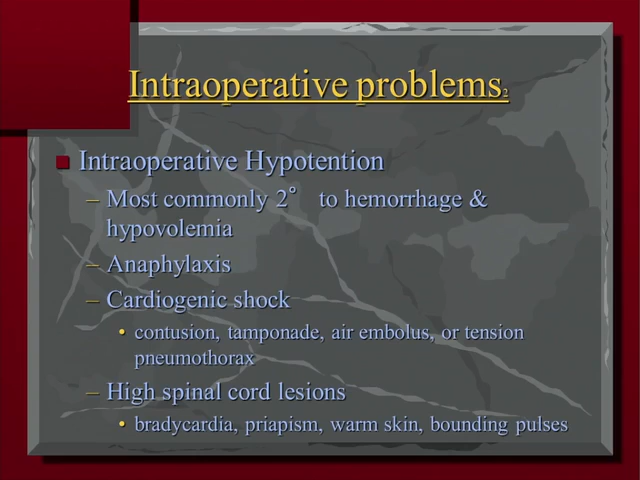 Intraoperative problems2
■ Intraoperative Hypotention
– Most commonly 2° to hemorrhage &
hypovolemia
– Anaphylaxis
– Cardiogenic shock
• contusion, tamponade, air embolus, or tension
pneumothorax
– High spinal cord lesions
• bradycardia, priapism, warm skin, bounding pulses